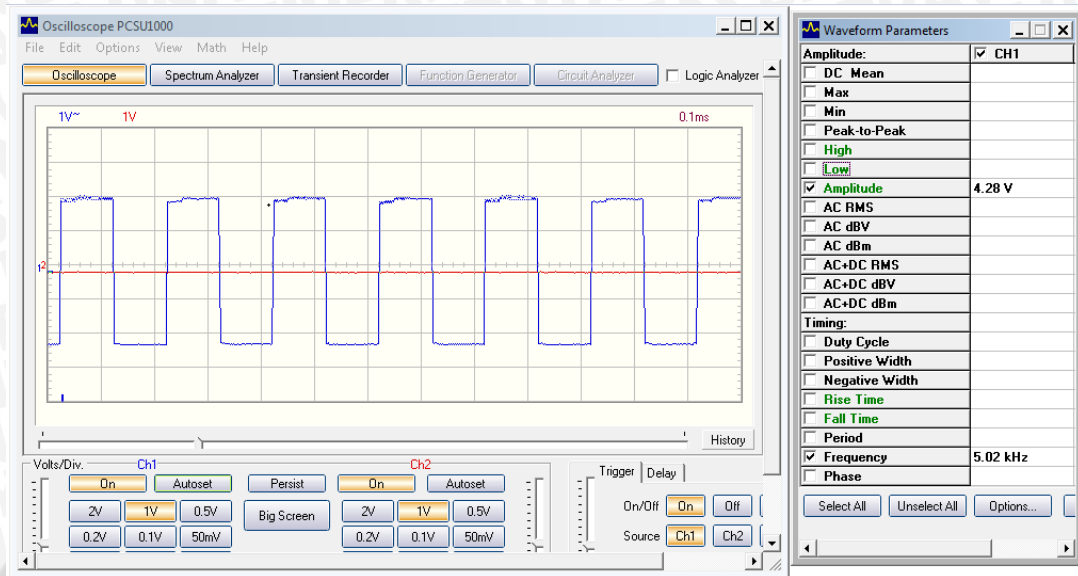 Oscilloscope PCSU1000
File Edit Options View Math Help
Oscilloscope Spectrum Analyzer Transient Recorder Function Generator Circuit Analyzer Logic Analyzer
1V~ 1V 0.1ms
12
History
Volts/Div. Ch1 Ch2
On Autoset Persist On Autoset
2V 1V 0.5V Big Screen 2V 1V 0.5V
0.2V 0.1V 50mV 0.2V 0.1V 50mV
Trigger Delay
On/Off On Off
Source Ch1 Ch2
Waveform Parameters
Amplitude: CH1
DC Mean
Max
Min
Peak-to-Peak
High
Low
Amplitude 4.28 V
AC RMS
AC dBV
AC dBm
AC+DC RMS
AC+DC dBV
AC+DC dBm
Timing:
Duty Cycle
Positive Width
Negative Width
Rise Time
Fall Time
Period
Frequency 5.02 kHz
Phase
Select All Unselect All Options...